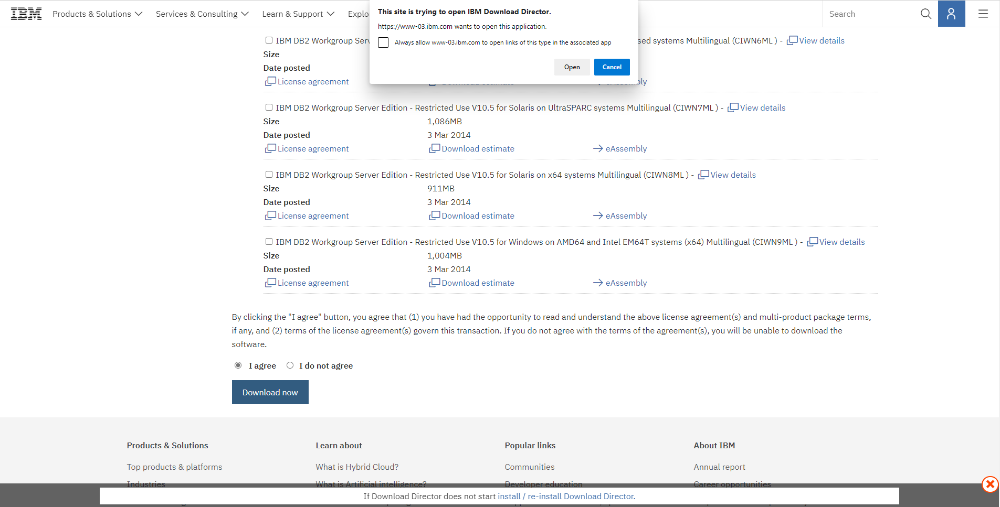 IBM Products & Solutions Services & Consulting Learn & Support Explo Search
This site is trying to open IBM Download Director.
https://www-03.ibm.com wants to open this application.
Always allow www-03.ibm.com to open links of this type in the associated app
Open Cancel
IBM DB2 Workgroup Serv sed systems Multilingual (CIWN6ML ) - View details
Size
Date posted
License agreement
IBM DB2 Workgroup Server Edition - Restricted Use V10.5 for Solaris on UltraSPARC systems Multilingual (CIWN7ML ) - View details
Size 1,086MB
Date posted 3 Mar 2014
License agreement Download estimate eAssembly
IBM DB2 Workgroup Server Edition - Restricted Use V10.5 for Solaris on x64 systems Multilingual (CIWN8ML ) - View details
Size 911MB
Date posted 3 Mar 2014
License agreement Download estimate eAssembly
IBM DB2 Workgroup Server Edition - Restricted Use V10.5 for Windows on AMD64 and Intel EM64T systems (x64) Multilingual (CIWN9ML ) - View details
Size 1,004MB
Date posted 3 Mar 2014
License agreement Download estimate eAssembly
By clicking the "I agree" button, you agree that (1) you have had the opportunity to read and understand the above license agreement(s) and multi-product package terms,
if any, and (2) terms of the license agreement(s) govern this transaction. If you do not agree with the terms of the agreement(s), you will be unable to download the
software.
I agree I do not agree
Download now
Products & Solutions Learn about Popular links About IBM
Top products & platforms What is Hybrid Cloud? Communities Annual report
Industries What is Artificial intelligence? Developer education Career opportunities
If Download Director does not start install / re-install Download Director.